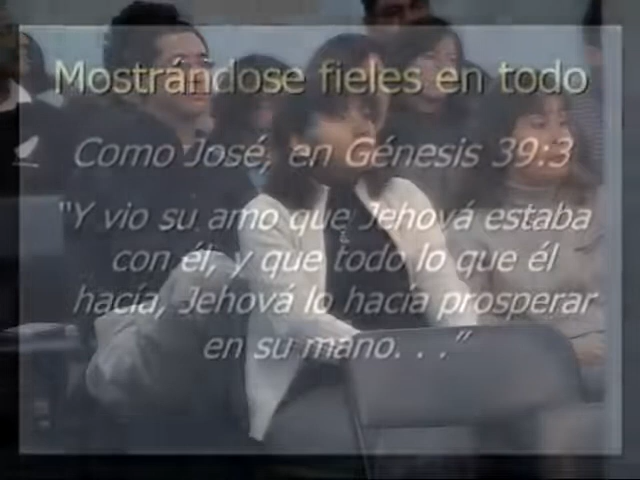 Mostrándose fieles en todo
Como José, en Génesis 39:3
"Y vio su amo que Jehová estaba
con él, y que todo lo que él
hacía, Jehová lo hacía prosperar
en su mano. . ."